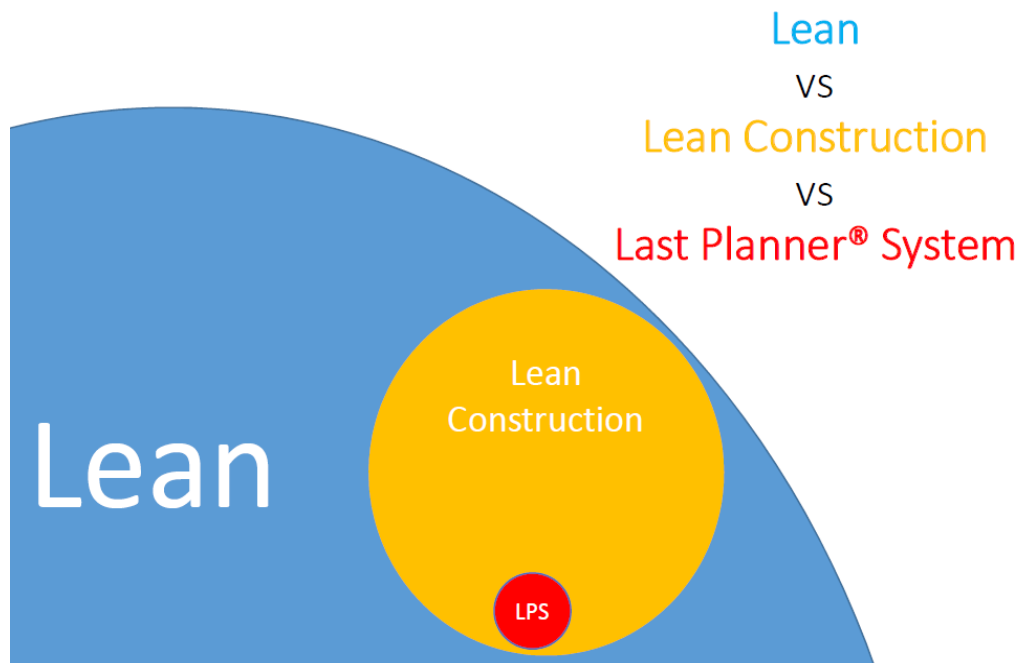 Lean
VS
Lean Construction
VS
Last Planner® System
Lean
Construction
Lean
LPS